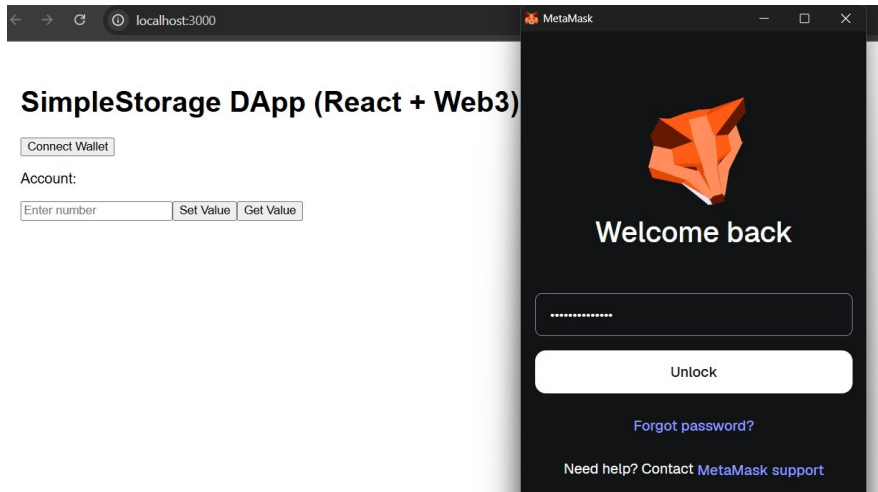 localhost:3000
SimpleStorage DApp (React + Web3)
Connect Wallet
Account:
Enter number Set Value Get Value
MetaMask
Welcome back
••••••••••••••
Unlock
Forgot password?
Need help? Contact MetaMask support